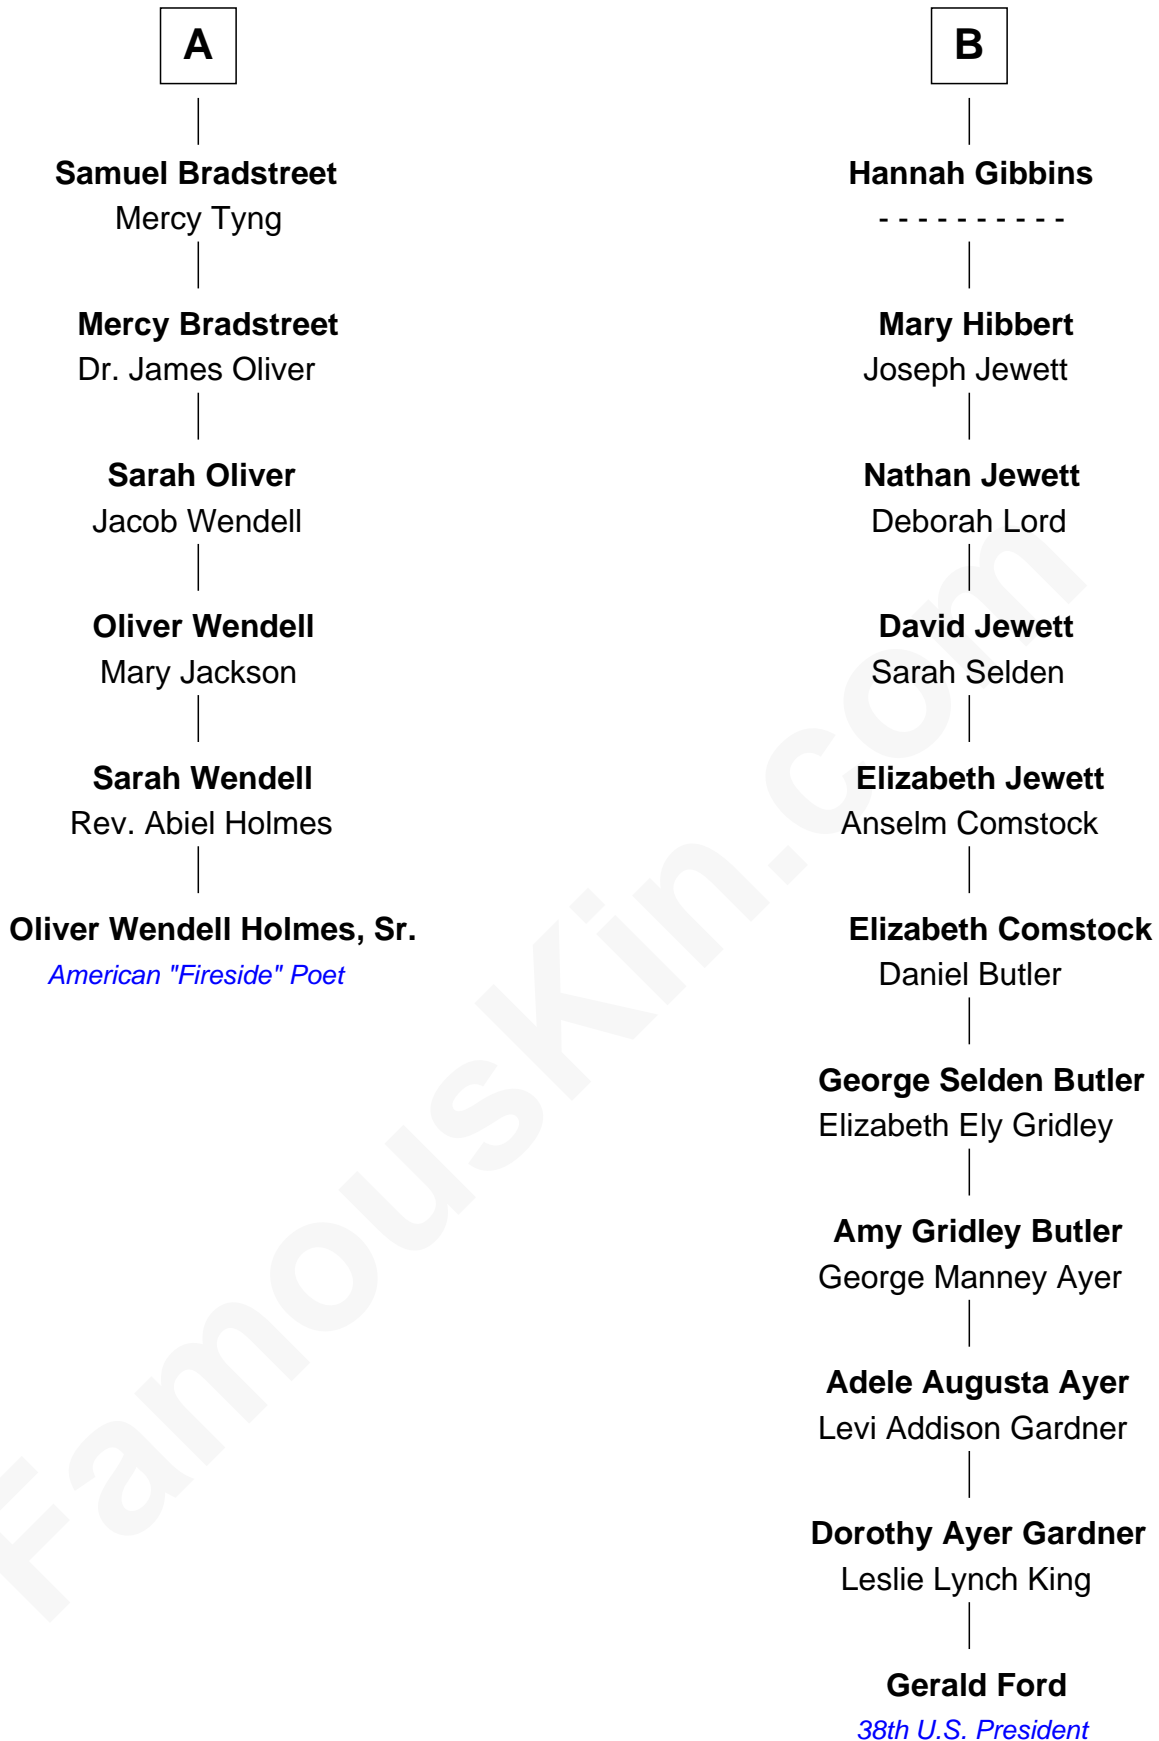 A
Samuel Bradstreet
Mercy Tyng
Mercy Bradstreet
Dr. James Oliver
Sarah Oliver
Jacob Wendell
Oliver Wendell
Mary Jackson
Sarah Wendell
Rev. Abiel Holmes
Oliver Wendell Holmes, Sr.
American "Fireside" Poet
B
Hannah Gibbins
- - - - - - - - - -
Mary Hibbert
Joseph Jewett
Nathan Jewett
Deborah Lord
David Jewett
Sarah Selden
Elizabeth Jewett
Anselm Comstock
Elizabeth Comstock
Daniel Butler
George Selden Butler
Elizabeth Ely Gridley
Amy Gridley Butler
George Manney Ayer
Adele Augusta Ayer
Levi Addison Gardner
Dorothy Ayer Gardner
Leslie Lynch King
Gerald Ford
38th U.S. President
FamousKin.com